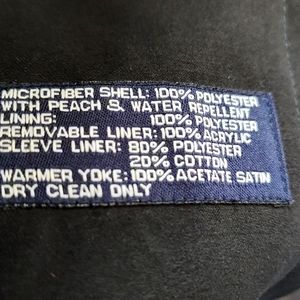 MICROFIBER SHELL: 100% POLYESTER
WITH PEACH & WATER REPELLENT
LINING: 100% POLYESTER
REMOVABLE LINER: 100% ACRYLIC
SLEEVE LINER: 80% POLYESTER
20% COTTON
WARMER YOKE: 100% ACETATE SATIN
DRY CLEAN ONLY